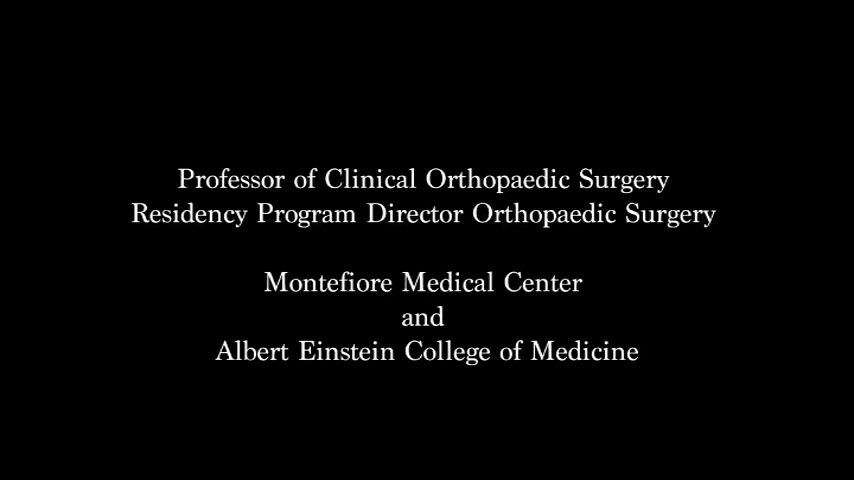 Professor of Clinical Orthopaedic Surgery
Residency Program Director Orthopaedic Surgery
Montefiore Medical Center
and
Albert Einstein College of Medicine